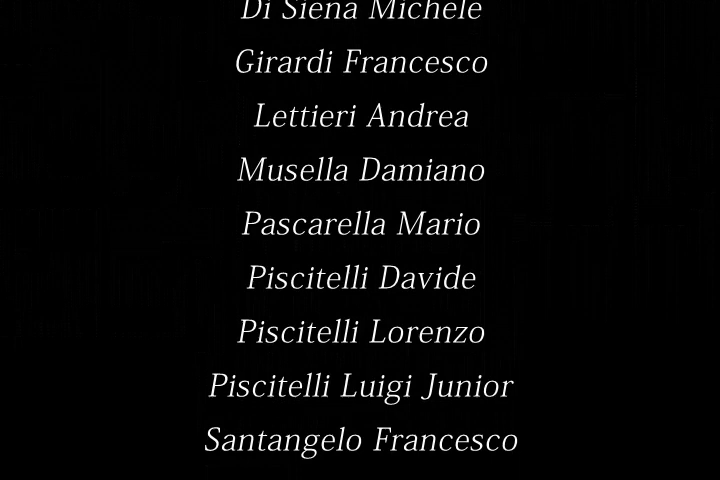 Di Siena Michele
Girardi Francesco
Lettieri Andrea
Musella Damiano
Pascarella Mario
Piscitelli Davide
Piscitelli Lorenzo
Piscitelli Luigi Junior
Santangelo Francesco